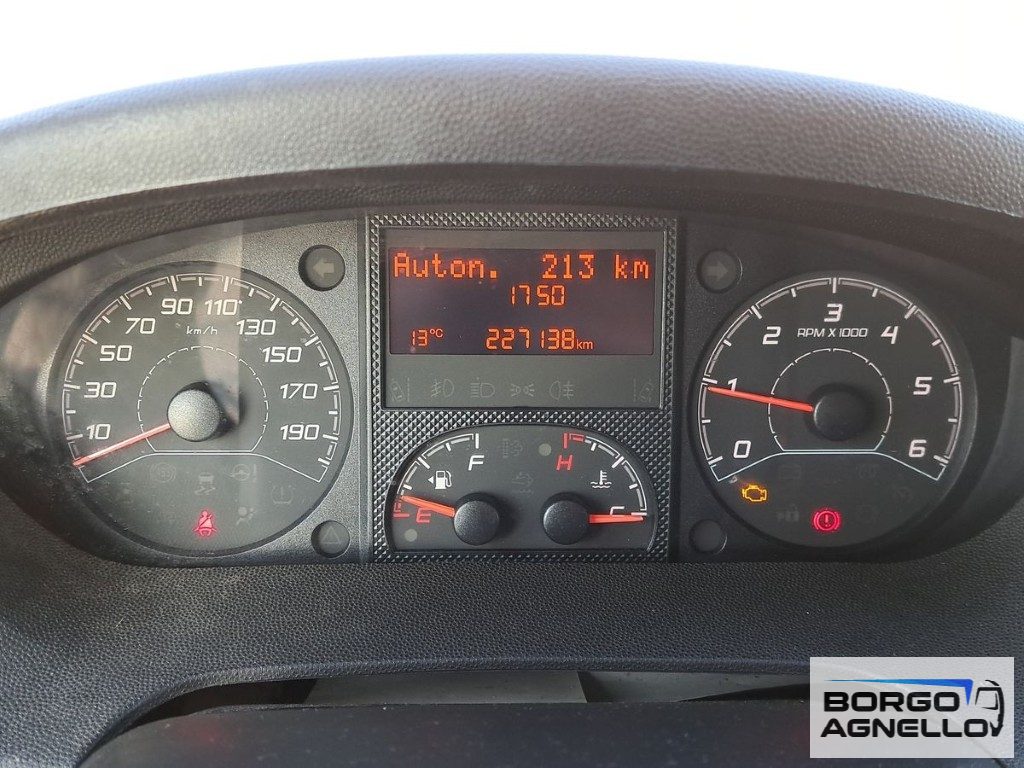 Autom. 213 km
1750
13°C 227138km
10 30 50 70 90 110 130 150 170 190
km/h
0 1 2 3 4 5 6
RPM X 1000
F
E
H
C
BORGO
AGNELLO